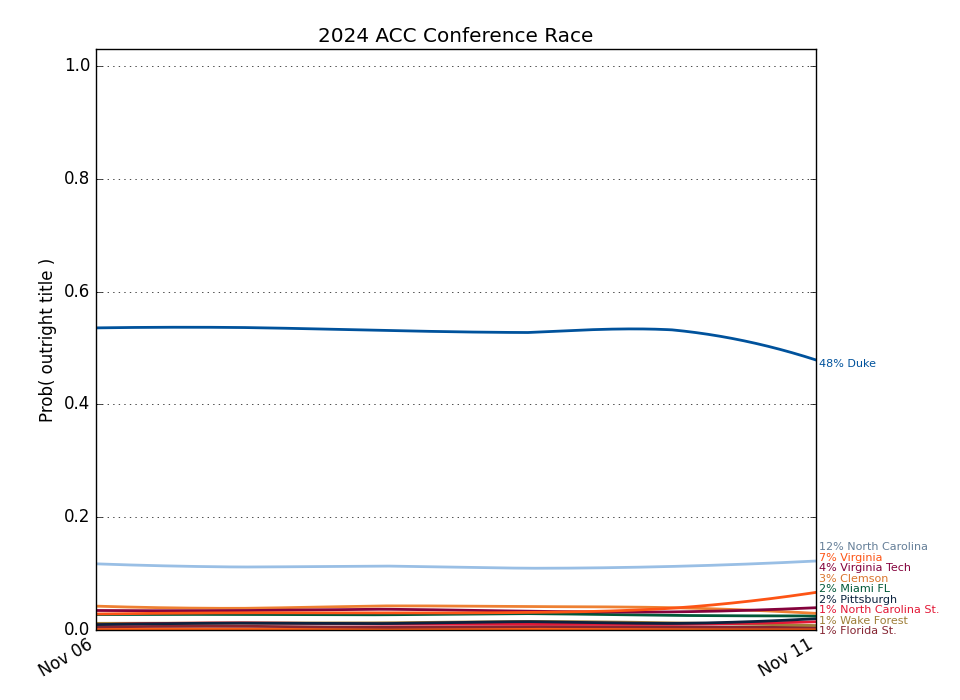 2024 ACC Conference Race
1.0
0.8
0.6
0.4
0.2
0.0
Prob( outright title )
Nov 06
Nov 11
48% Duke
12% North Carolina
7% Virginia
4% Virginia Tech
3% Clemson
2% Miami FL
2% Pittsburgh
1% North Carolina St.
1% Wake Forest
1% Florida St.